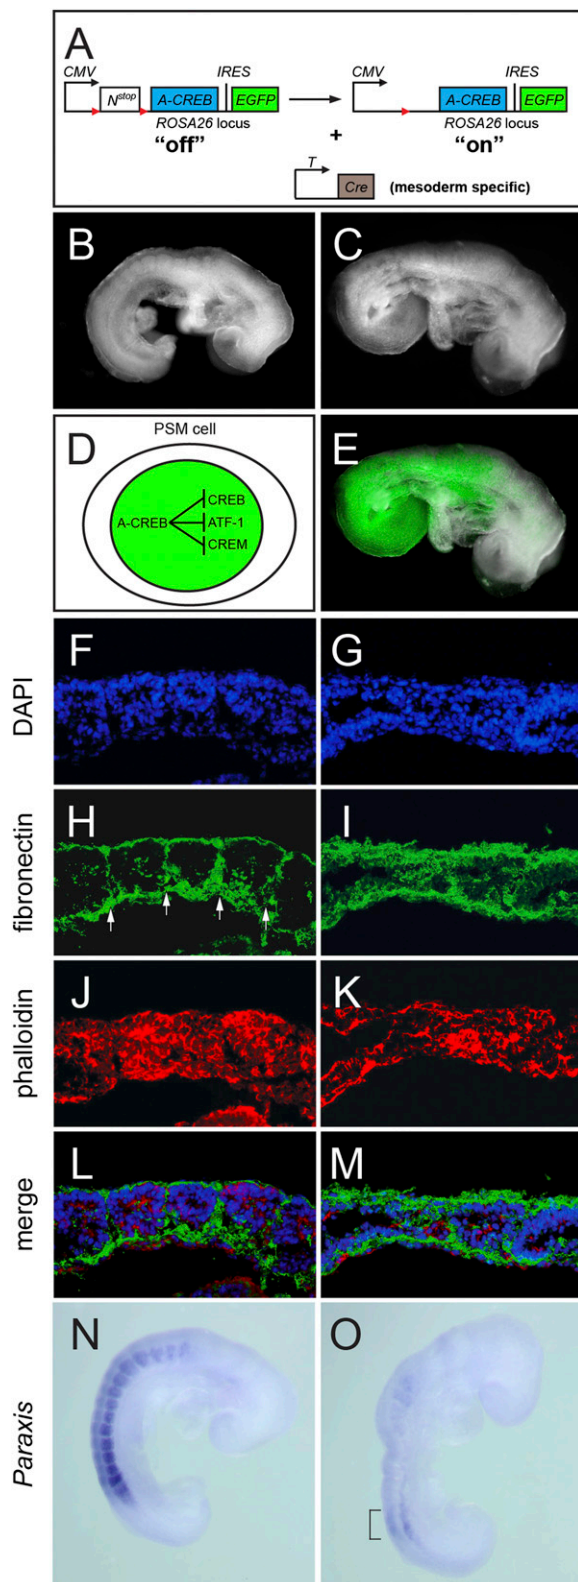 A
CMV
IRES
CMV
IRES
Nstop
A-CREB
EGFP
A-CREB
EGFP
ROSA26 locus
ROSA26 locus
"off"
+
"on"
T
Cre
(mesoderm specific)
B
C
D
PSM cell
CREB
A-CREB
ATF-1
CREM
E
DAPI
F
G
fibronectin
H
I
phalloidin
J
K
merge
L
M
Paraxis
N
O